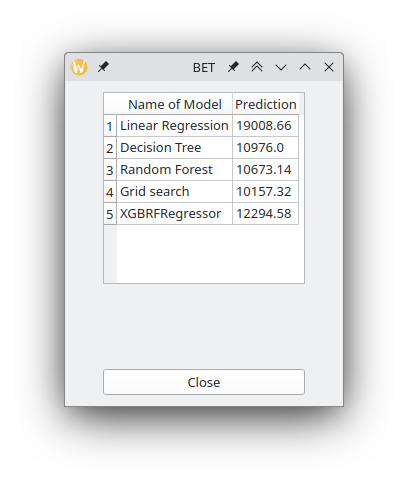 W BET
Name of Model Prediction
1 Linear Regression 19008.66
2 Decision Tree 10976.0
3 Random Forest 10673.14
4 Grid search 10157.32
5 XGBRFRegressor 12294.58
Close